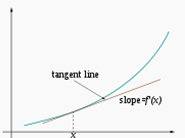 tangent line
slope=f'(x)
x